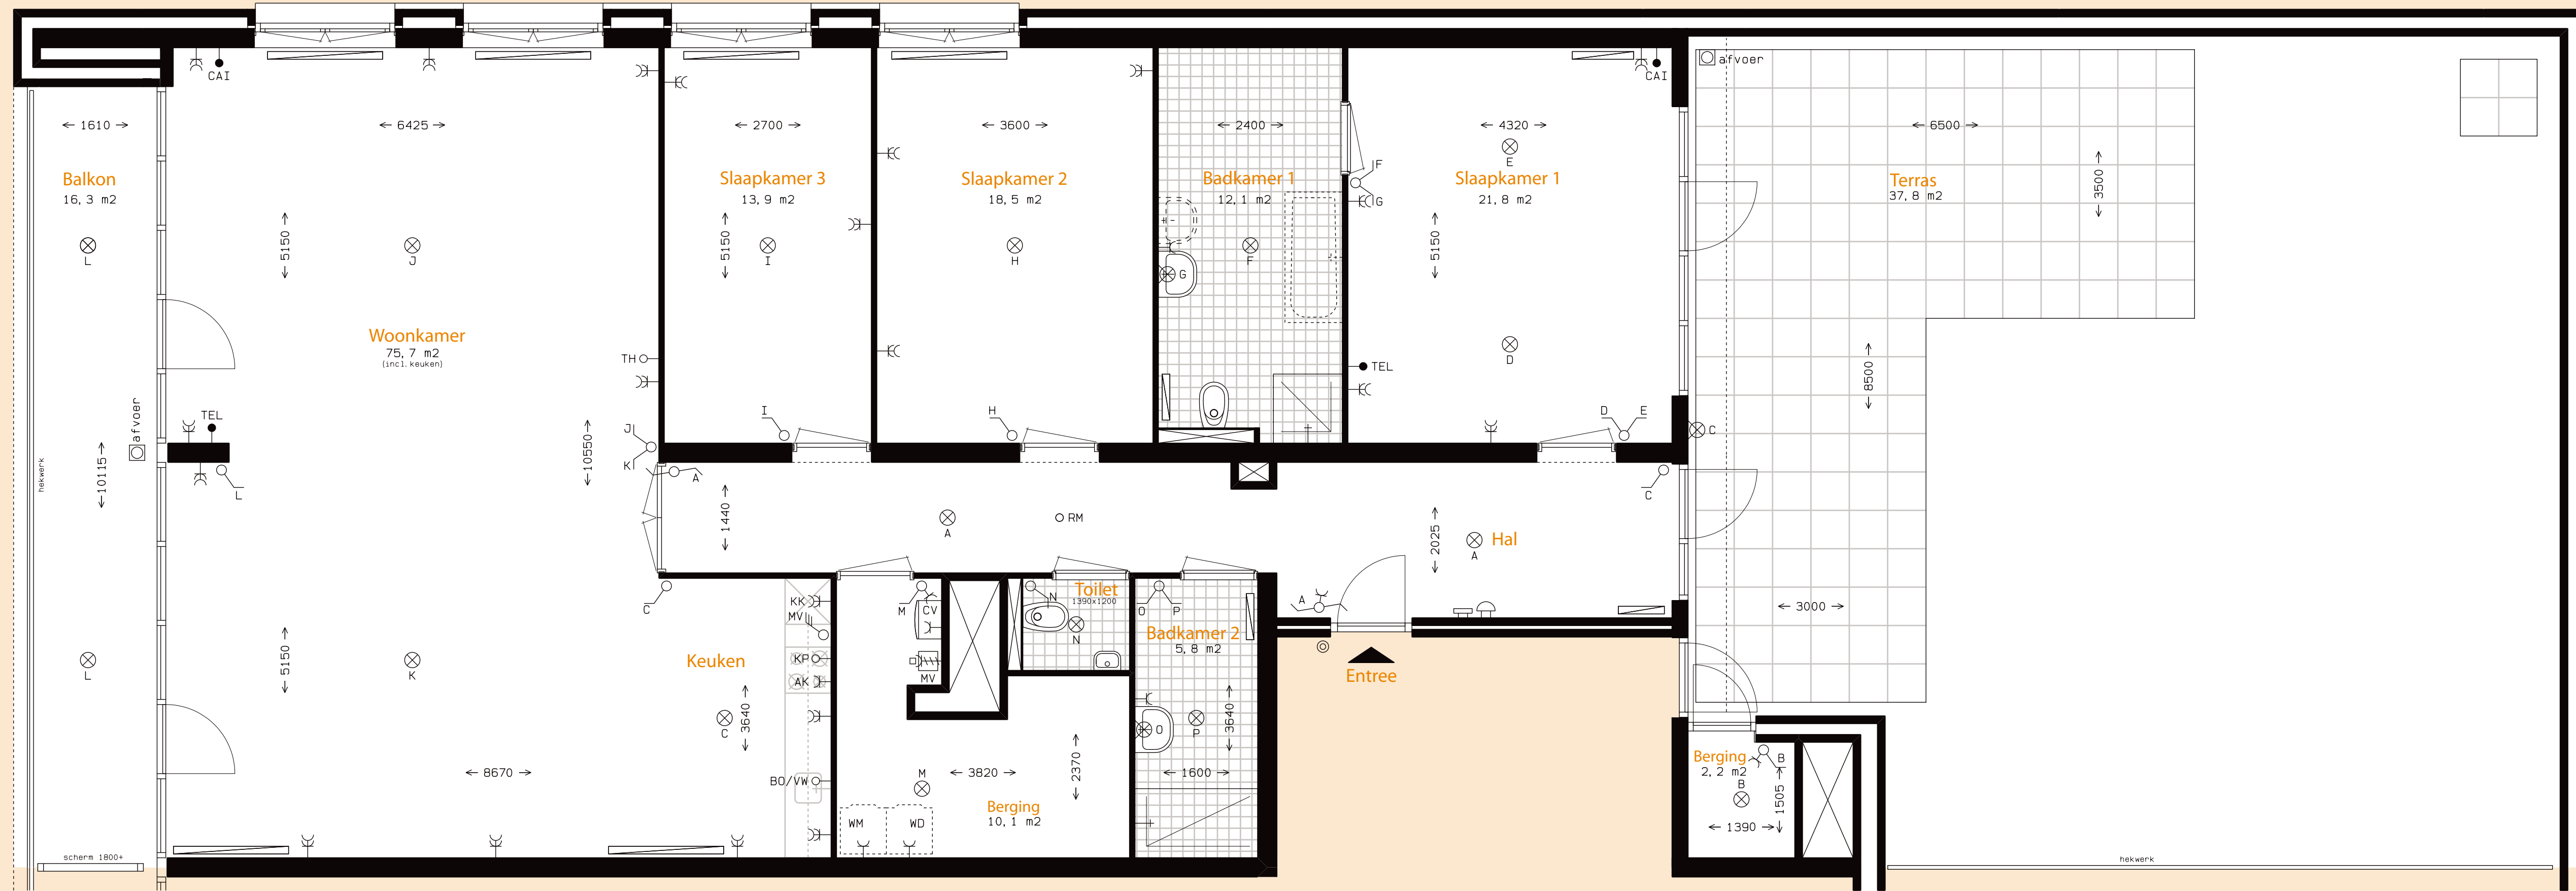 CAI
CAI
afvoer
1610
6425
2700
3600
2400
4320
6500
Balkon
16,3 m2
Slaapkamer 3
13,9 m2
Slaapkamer 2
18,5 m2
Badkamer 1
12,1 m2
Slaapkamer 1
21,8 m2
Terras
37,8 m2
E
F
G
3500
5150
5150
5150
L
J
I
H
F
G
Woonkamer
75,7 m2
(incl. keuken)
TH
TEL
D
8500
afvoer
TEL
I
H
D
E
J
K
C
10550
10115
hekwerk
L
A
C
1440
A
RM
2025
A
Hal
C
KK
MV
M
CV
N
Toilet
1390x1200
N
O
P
A
3000
Badkamer 2
5,8 m2
5150
L
K
Keuken
KP
AK
MV
Entree
3640
C
O
P
3640
8670
BO/VW
M
3820
2370
1600
Berging
10,1 m2
WM
WD
Berging
2,2 m2
B
B
1505
1390
scherm 1800+
hekwerk